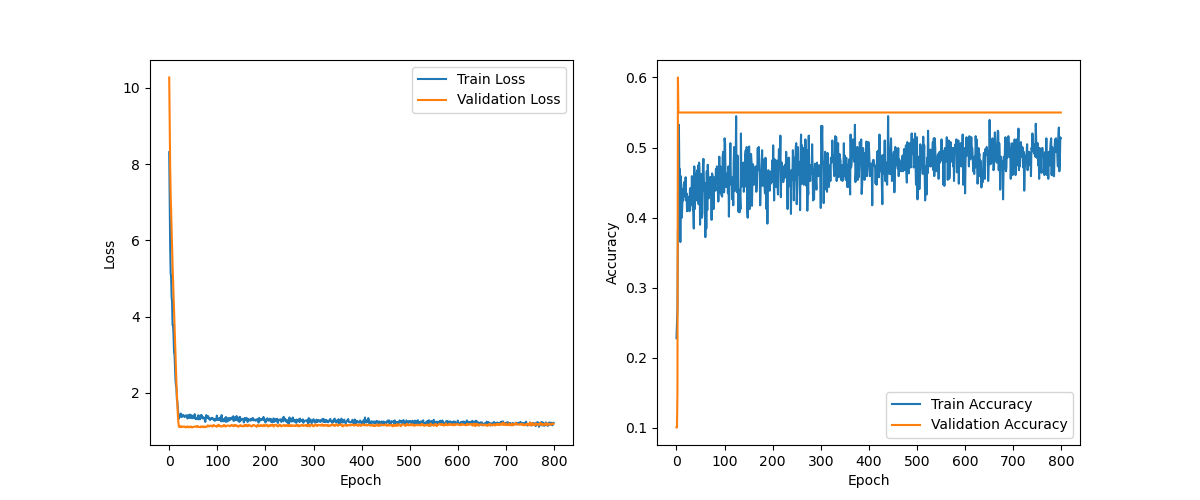 10
8
6
4
2
Loss
0 100 200 300 400 500 600 700 800
Epoch
Train Loss
Validation Loss
0.6
0.5
0.4
0.3
0.2
0.1
Accuracy
0 100 200 300 400 500 600 700 800
Epoch
Train Accuracy
Validation Accuracy